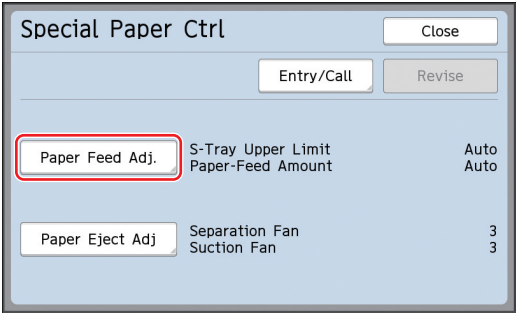 Special Paper Ctrl
Close
Entry/Call
Revise
Paper Feed Adj.
S-Tray Upper Limit Auto
Paper-Feed Amount Auto
Paper Eject Adj
Separation Fan 3
Suction Fan 3